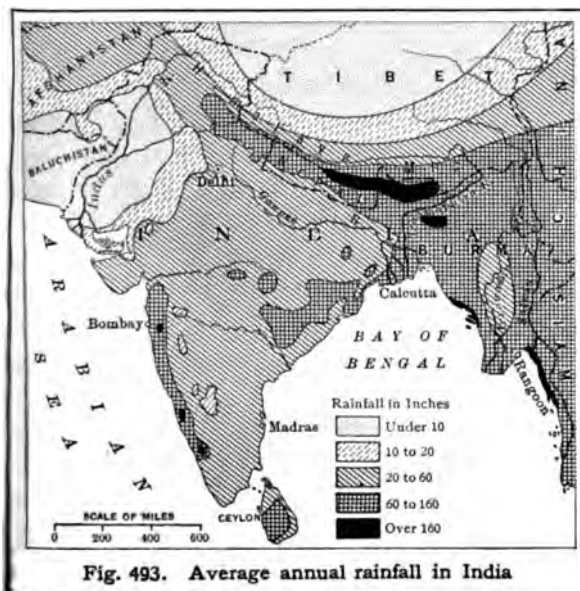 AFGHANISTAN
TIBET
BALUCHISTAN
Indus
Delhi
Ganges
INDIA
BURMA
Calcutta
Bombay
BAY OF
BENGAL
Rangoon
SIAM
ARABIAN
SEA
Madras
CEYLON
Rainfall in Inches
Under 10
10 to 20
20 to 60
60 to 160
Over 160
SCALE OF MILES
0 200 400 600
Fig. 493. Average annual rainfall in India